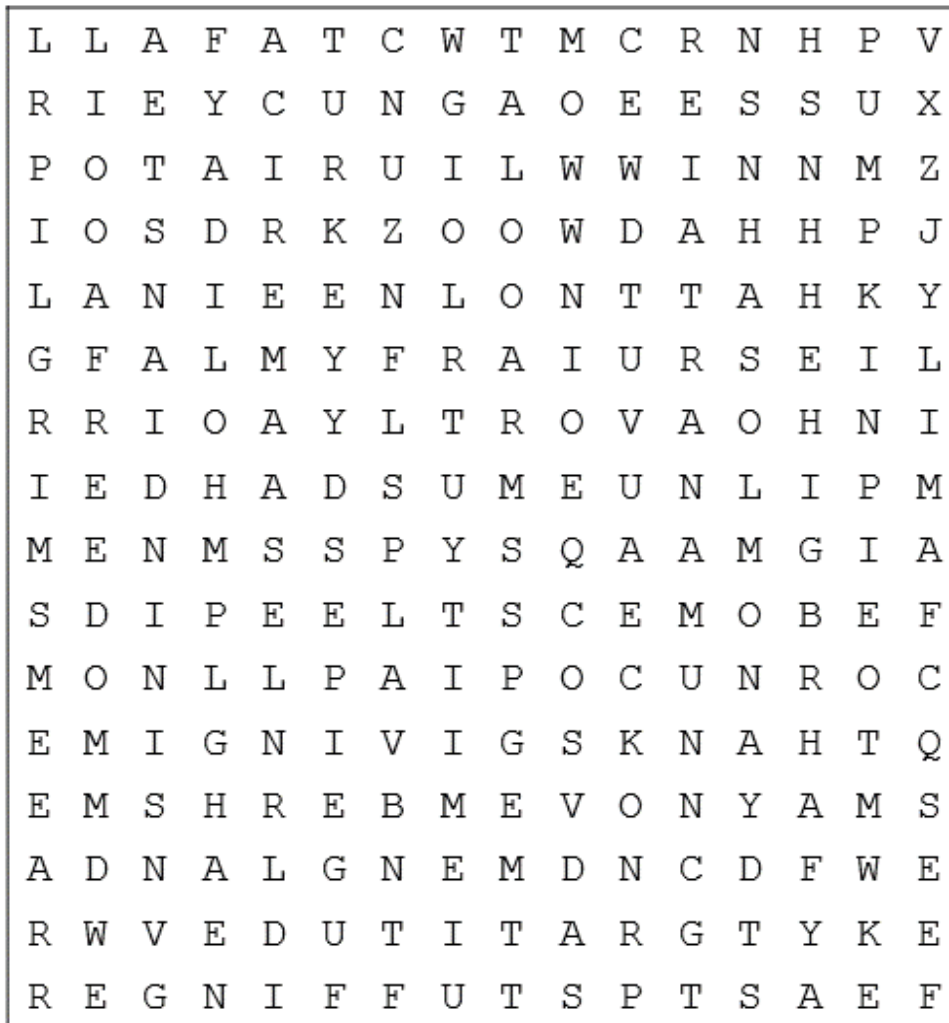 L L A F A T C W T M C R N H P V
R I E Y C U N G A O E E S S U X
P O T A I R U I L W W I N N M Z
I O S D R K Z O O W D A H H P J
L A N I E E N L O N T T A H K Y
G F A L M Y F R A I U R S E I L
R R I O A Y L T R O V A O H N I
I E D H A D S U M E U N L I P M
M E N M S S P Y S Q A A M G I A
S D I P E E L T S C E M O B E F
M O N L L P A I P O C U N R O C
E M I G N I V I G S K N A H T Q
E M S H R E B M E V O N Y A M S
A D N A L G N E M D N C D F W E
R W V E D U T I T A R G T Y K E
R E G N I F F U T S P T S A E F